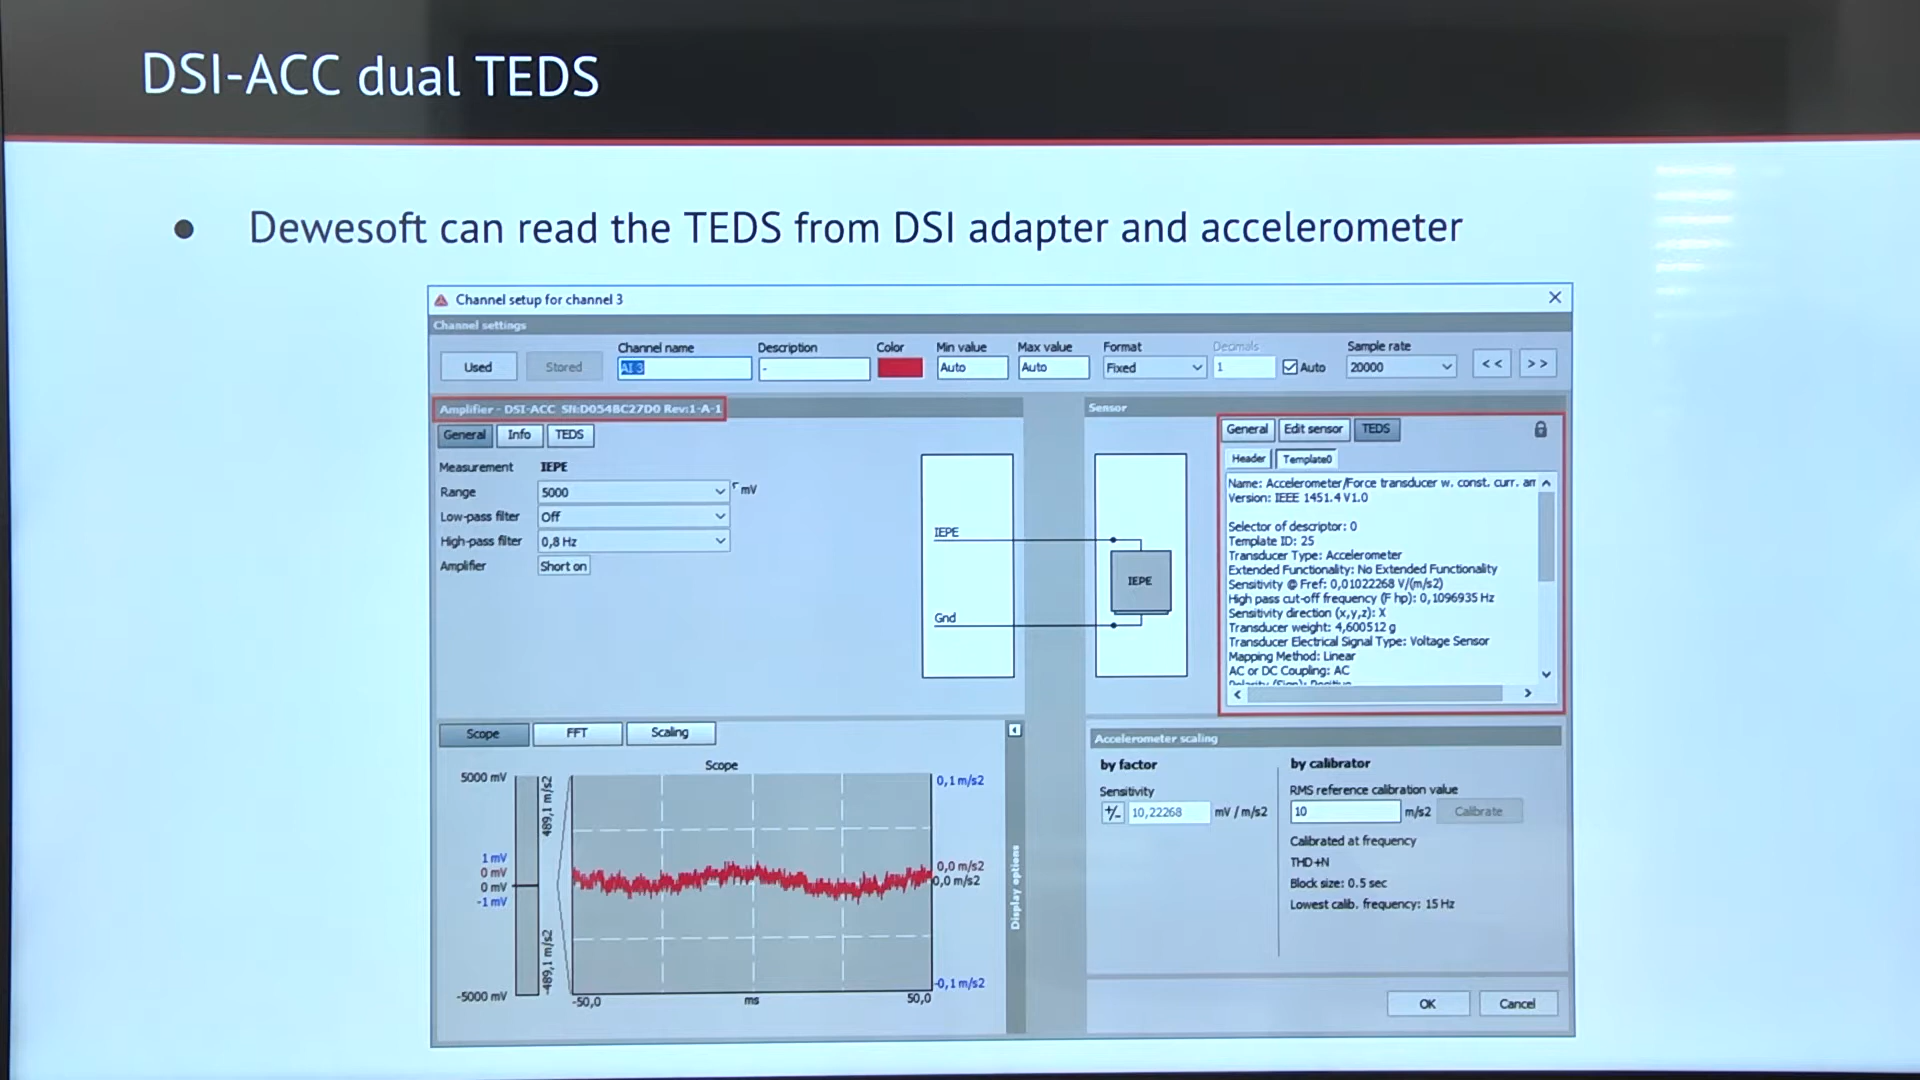 DSI-ACC dual TEDS
● Dewesoft can read the TEDS from DSI adapter and accelerometer
Channel setup for channel 3
Channel settings
Used
Stored
Channel name
AI 3
Description
-
Color
Min value
Auto
Max value
Auto
Format
Fixed
Decimals
1
Auto
Sample rate
20000
<<
>>
Amplifier - DSI-ACC SN:D054BC27D0 Rev:1-A-1
General Info TEDS
Measurement IEPE
Range 5000 mV
Low-pass filter Off
High-pass filter 0,8 Hz
Amplifier Short on
IEPE
Gnd
Sensor
IEPE
General Edit sensor TEDS
Header Template0
Name: Accelerometer/Force transducer w. const. curr. am
Version: IEEE 1451.4 V1.0
Selector of descriptor: 0
Template ID: 25
Transducer Type: Accelerometer
Extended Functionality: No Extended Functionality
Sensitivity @ Fref: 0,01022268 V/(m/s2)
High pass cut-off frequency (F hp): 0,1096935 Hz
Sensitivity direction (x,y,z): X
Transducer weight: 4,600512 g
Transducer Electrical Signal Type: Voltage Sensor
Mapping Method: Linear
AC or DC Coupling: AC
Polarity (Sign): Positive
Scope FFT Scaling
Scope
5000 mV
489,1 m/s2
0,1 m/s2
1 mV
0 mV
0 mV
-1 mV
0,0 m/s2
0,0 m/s2
-489,1 m/s2
-0,1 m/s2
-5000 mV
-50,0
ms
50,0
Display options
Accelerometer scaling
by factor
Sensitivity
+/- 10,22268 mV / m/s2
by calibrator
RMS reference calibration value
10 m/s2 Calibrate
Calibrated at frequency
THD+N
Block size: 0.5 sec
Lowest calib. frequency: 15 Hz
OK Cancel